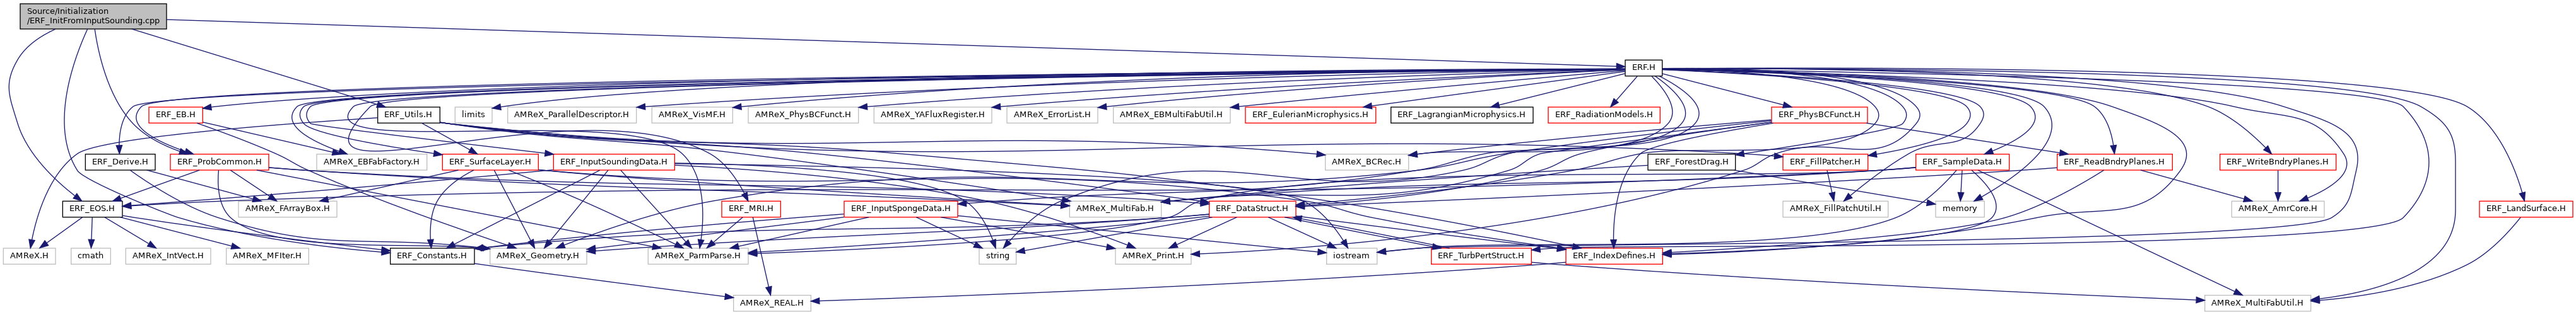 Source/Initialization
/ERF_InitFromInputSounding.cpp
ERF.H
ERF_EB.H
ERF_Utils.H
limits
AMReX_ParallelDescriptor.H
AMReX_VisMF.H
AMReX_PhysBCFunct.H
AMReX_YAFluxRegister.H
AMReX_ErrorList.H
AMReX_EBMultiFabUtil.H
ERF_EulerianMicrophysics.H
ERF_LagrangianMicrophysics.H
ERF_RadiationModels.H
ERF_PhysBCFunct.H
ERF_Derive.H
ERF_ProbCommon.H
AMReX_EBFabFactory.H
ERF_SurfaceLayer.H
ERF_InputSoundingData.H
AMReX_BCRec.H
ERF_ForestDrag.H
ERF_FillPatcher.H
ERF_SampleData.H
ERF_ReadBndryPlanes.H
ERF_WriteBndryPlanes.H
ERF_EOS.H
AMReX_FArrayBox.H
ERF_MRI.H
ERF_InputSpongeData.H
AMReX_MultiFab.H
ERF_DataStruct.H
AMReX_FillPatchUtil.H
memory
AMReX_AmrCore.H
ERF_LandSurface.H
AMReX.H
cmath
AMReX_IntVect.H
AMReX_MFIter.H
ERF_Constants.H
AMReX_Geometry.H
AMReX_ParmParse.H
string
AMReX_Print.H
iostream
ERF_TurbPertStruct.H
ERF_IndexDefines.H
AMReX_REAL.H
AMReX_MultiFabUtil.H